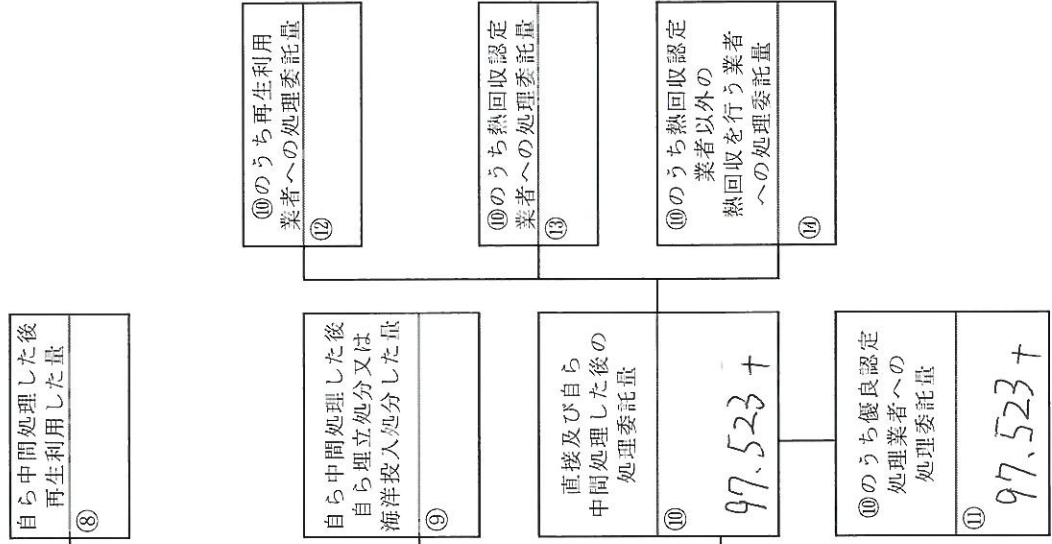 自ら中間処理した後
再生利用した量
⑧
自ら中間処理した後
自ら埋立処分又は
海洋投入処分した量
⑨
直接及び自ら
中間処理した後の
処理委託量
⑩
97.523 t
⑩のうち優良認定
処理業者への
処理委託量
⑪
97.523 t
⑩のうち再生利用
業者への処理委託量
⑫
⑩のうち熱回収認定
業者への処理委託量
⑬
⑩のうち熱回収認定
業者以外の
熱回収を行う業者
への処理委託量
⑭